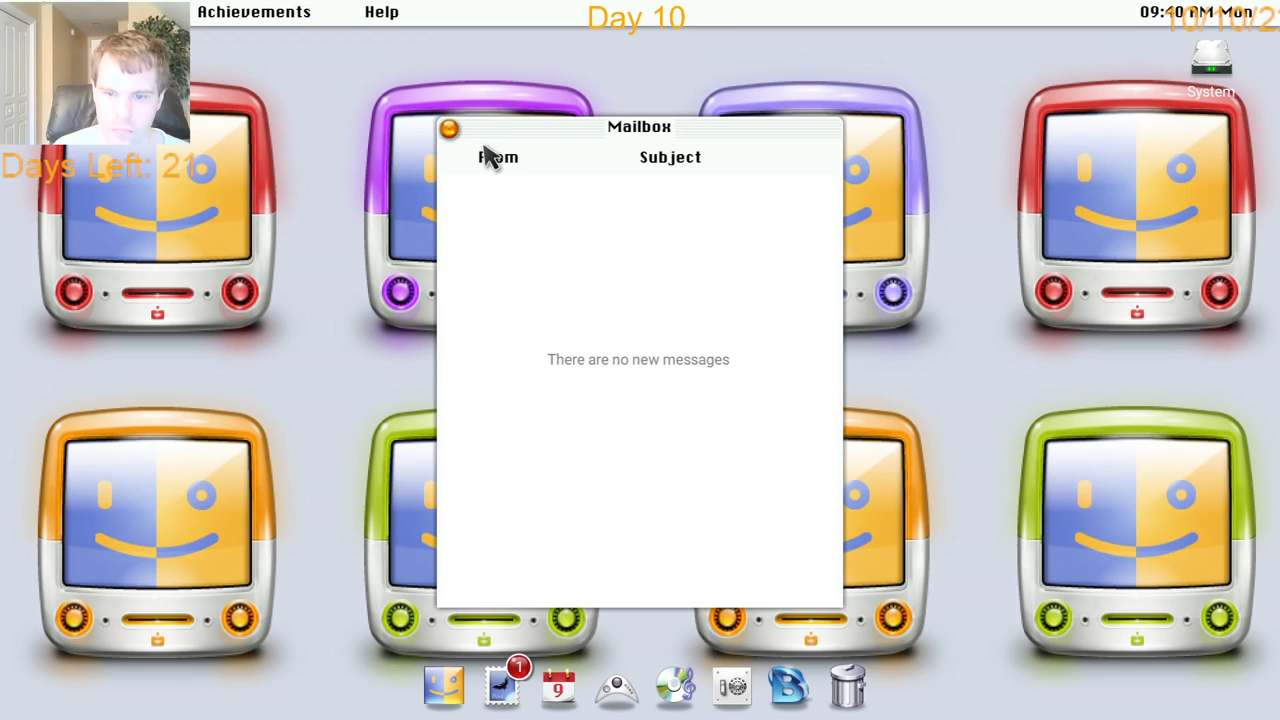 Achievements
Help
Day 10
09:40 AM Mon
System
Days Left: 21
Mailbox
Subject
There are no new messages
1
9